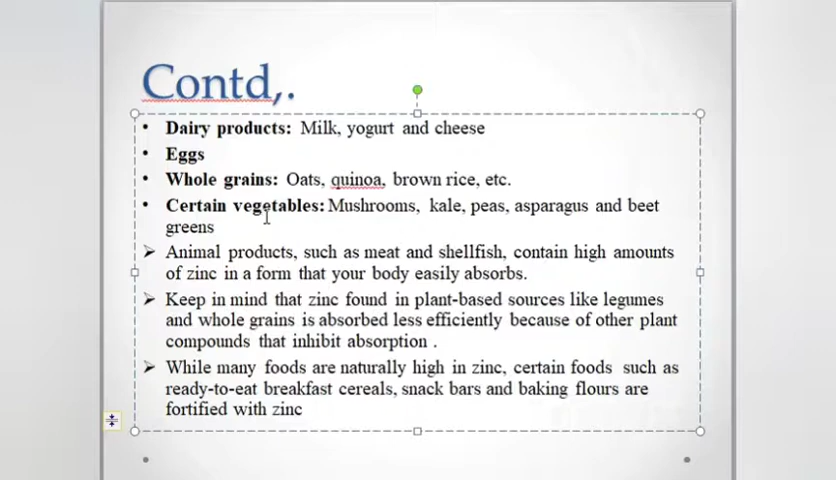 Contd,.
• Dairy products: Milk, yogurt and cheese
• Eggs
• Whole grains: Oats, quinoa, brown rice, etc.
• Certain vegetables: Mushrooms, kale, peas, asparagus and beet
greens
➢ Animal products, such as meat and shellfish, contain high amounts
of zinc in a form that your body easily absorbs.
➢ Keep in mind that zinc found in plant-based sources like legumes
and whole grains is absorbed less efficiently because of other plant
compounds that inhibit absorption .
➢ While many foods are naturally high in zinc, certain foods such as
ready-to-eat breakfast cereals, snack bars and baking flours are
fortified with zinc